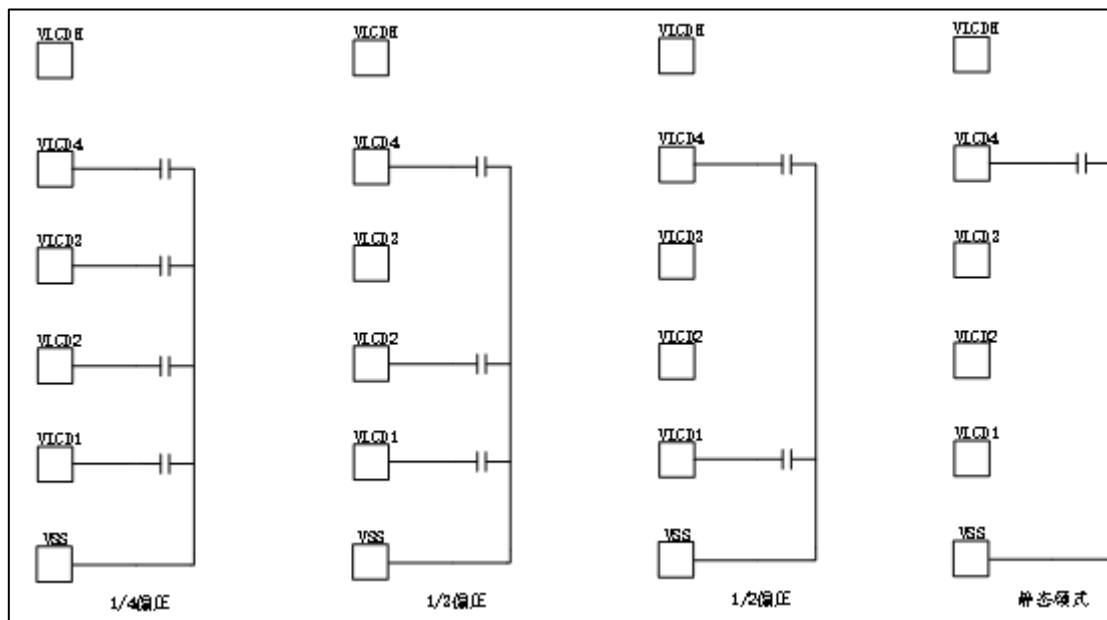 VLCDH VLCDH VLCDH VLCDH
VLCD4 VLCD4 VLCD4 VLCD4
VLCD3 VLCD3 VLCD3 VLCD3
VLCD2 VLCD2 VLCD2 VLCD2
VLCD1 VLCD1 VLCD1 VLCD1
VSS VSS VSS VSS
1/4偏压 1/3偏压 1/2偏压 静态模式